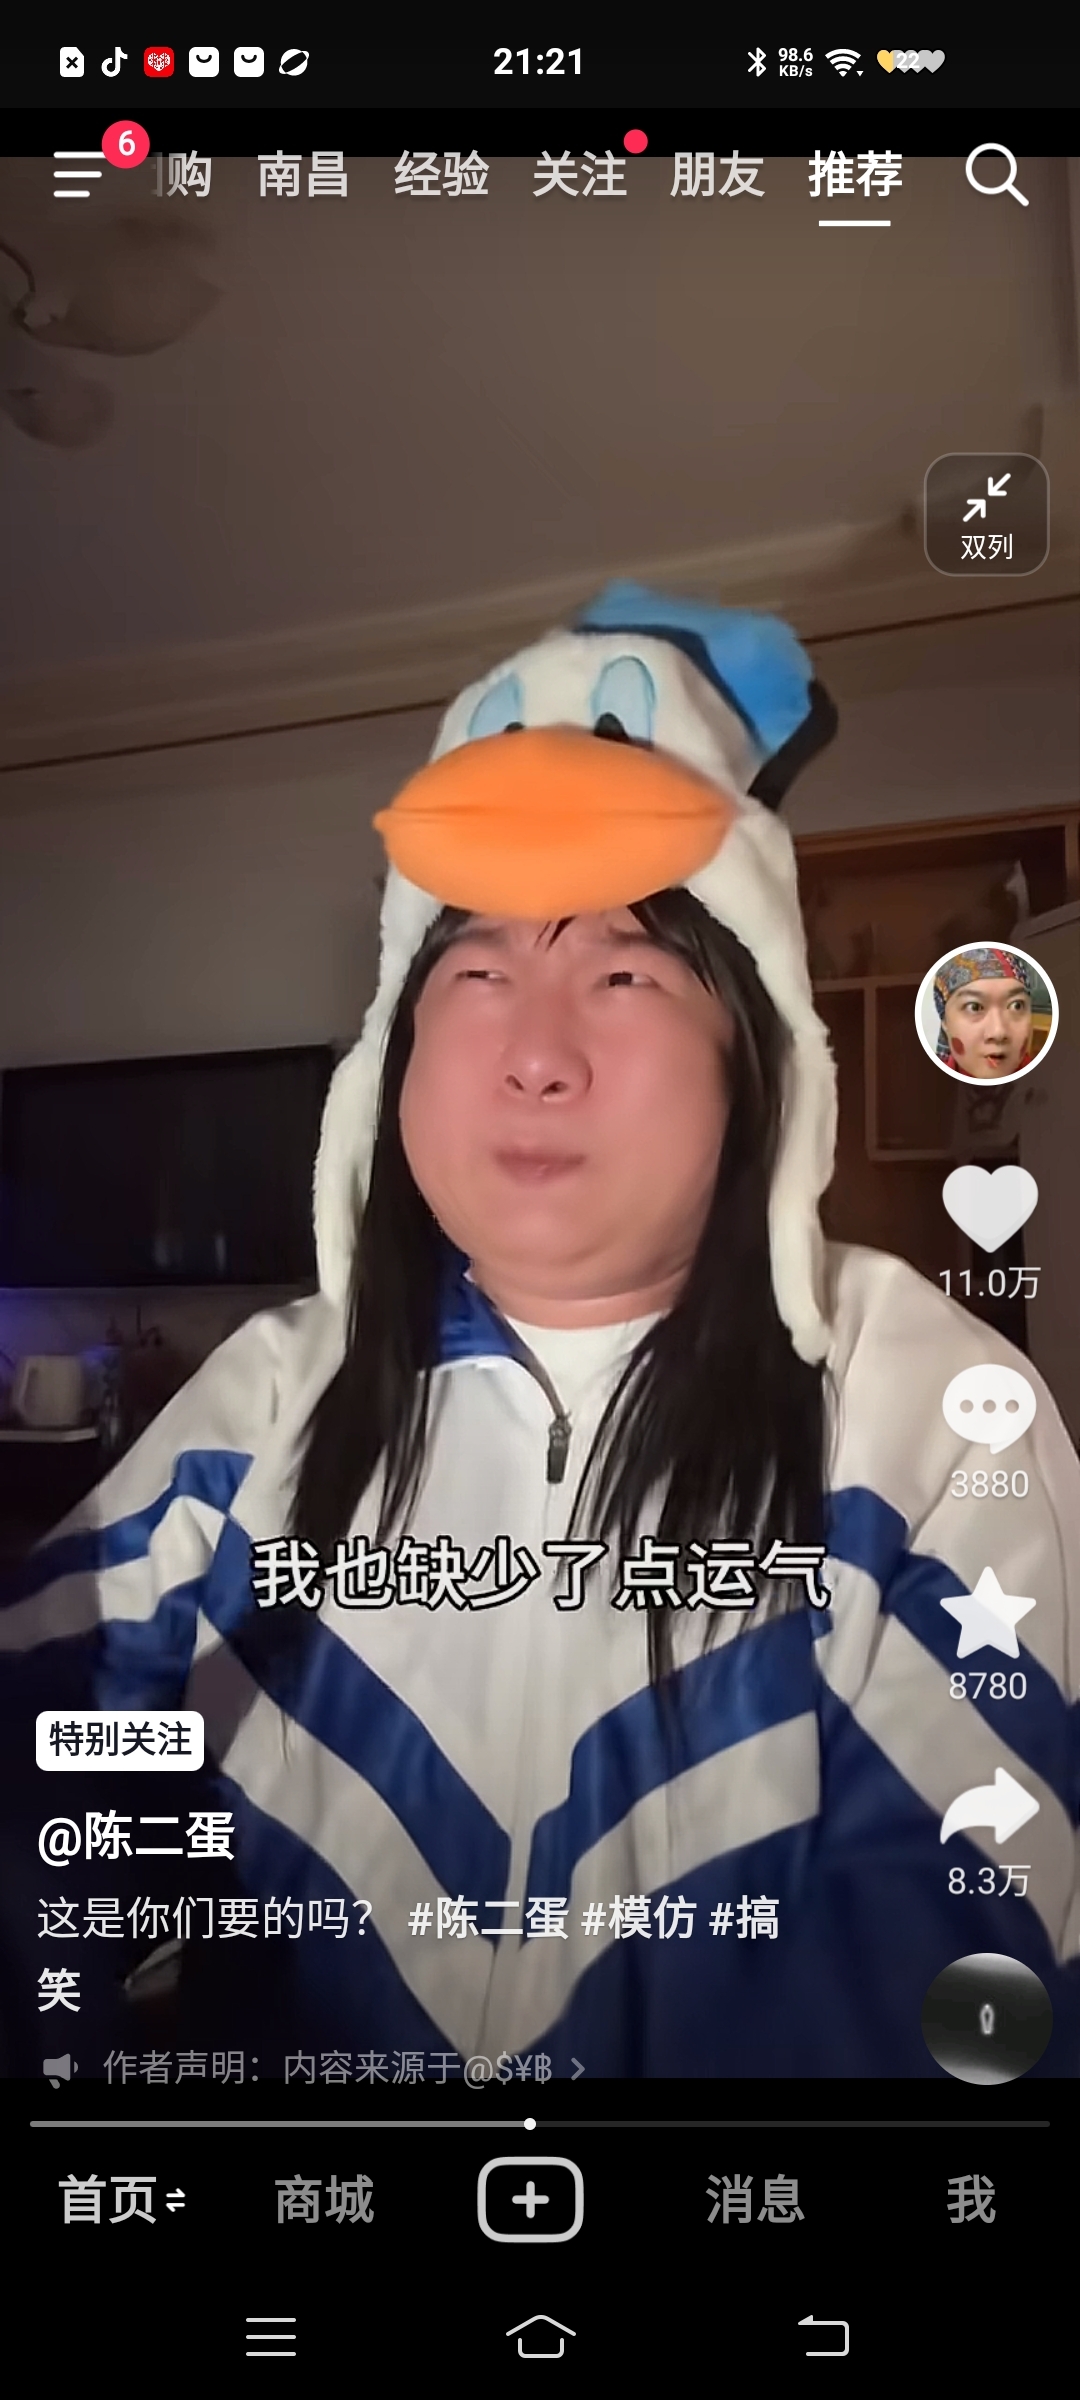 21:21
98.6
KB/s
22
6
购 南昌 经验 关注 朋友 推荐
双列
11.0万
3880
我也缺少了点运气
8780
特别关注
@陈二蛋
8.3万
这是你们要的吗? #陈二蛋 #模仿 #搞
笑
作者声明：内容来源于@$¥฿ >
首页 商城 消息 我